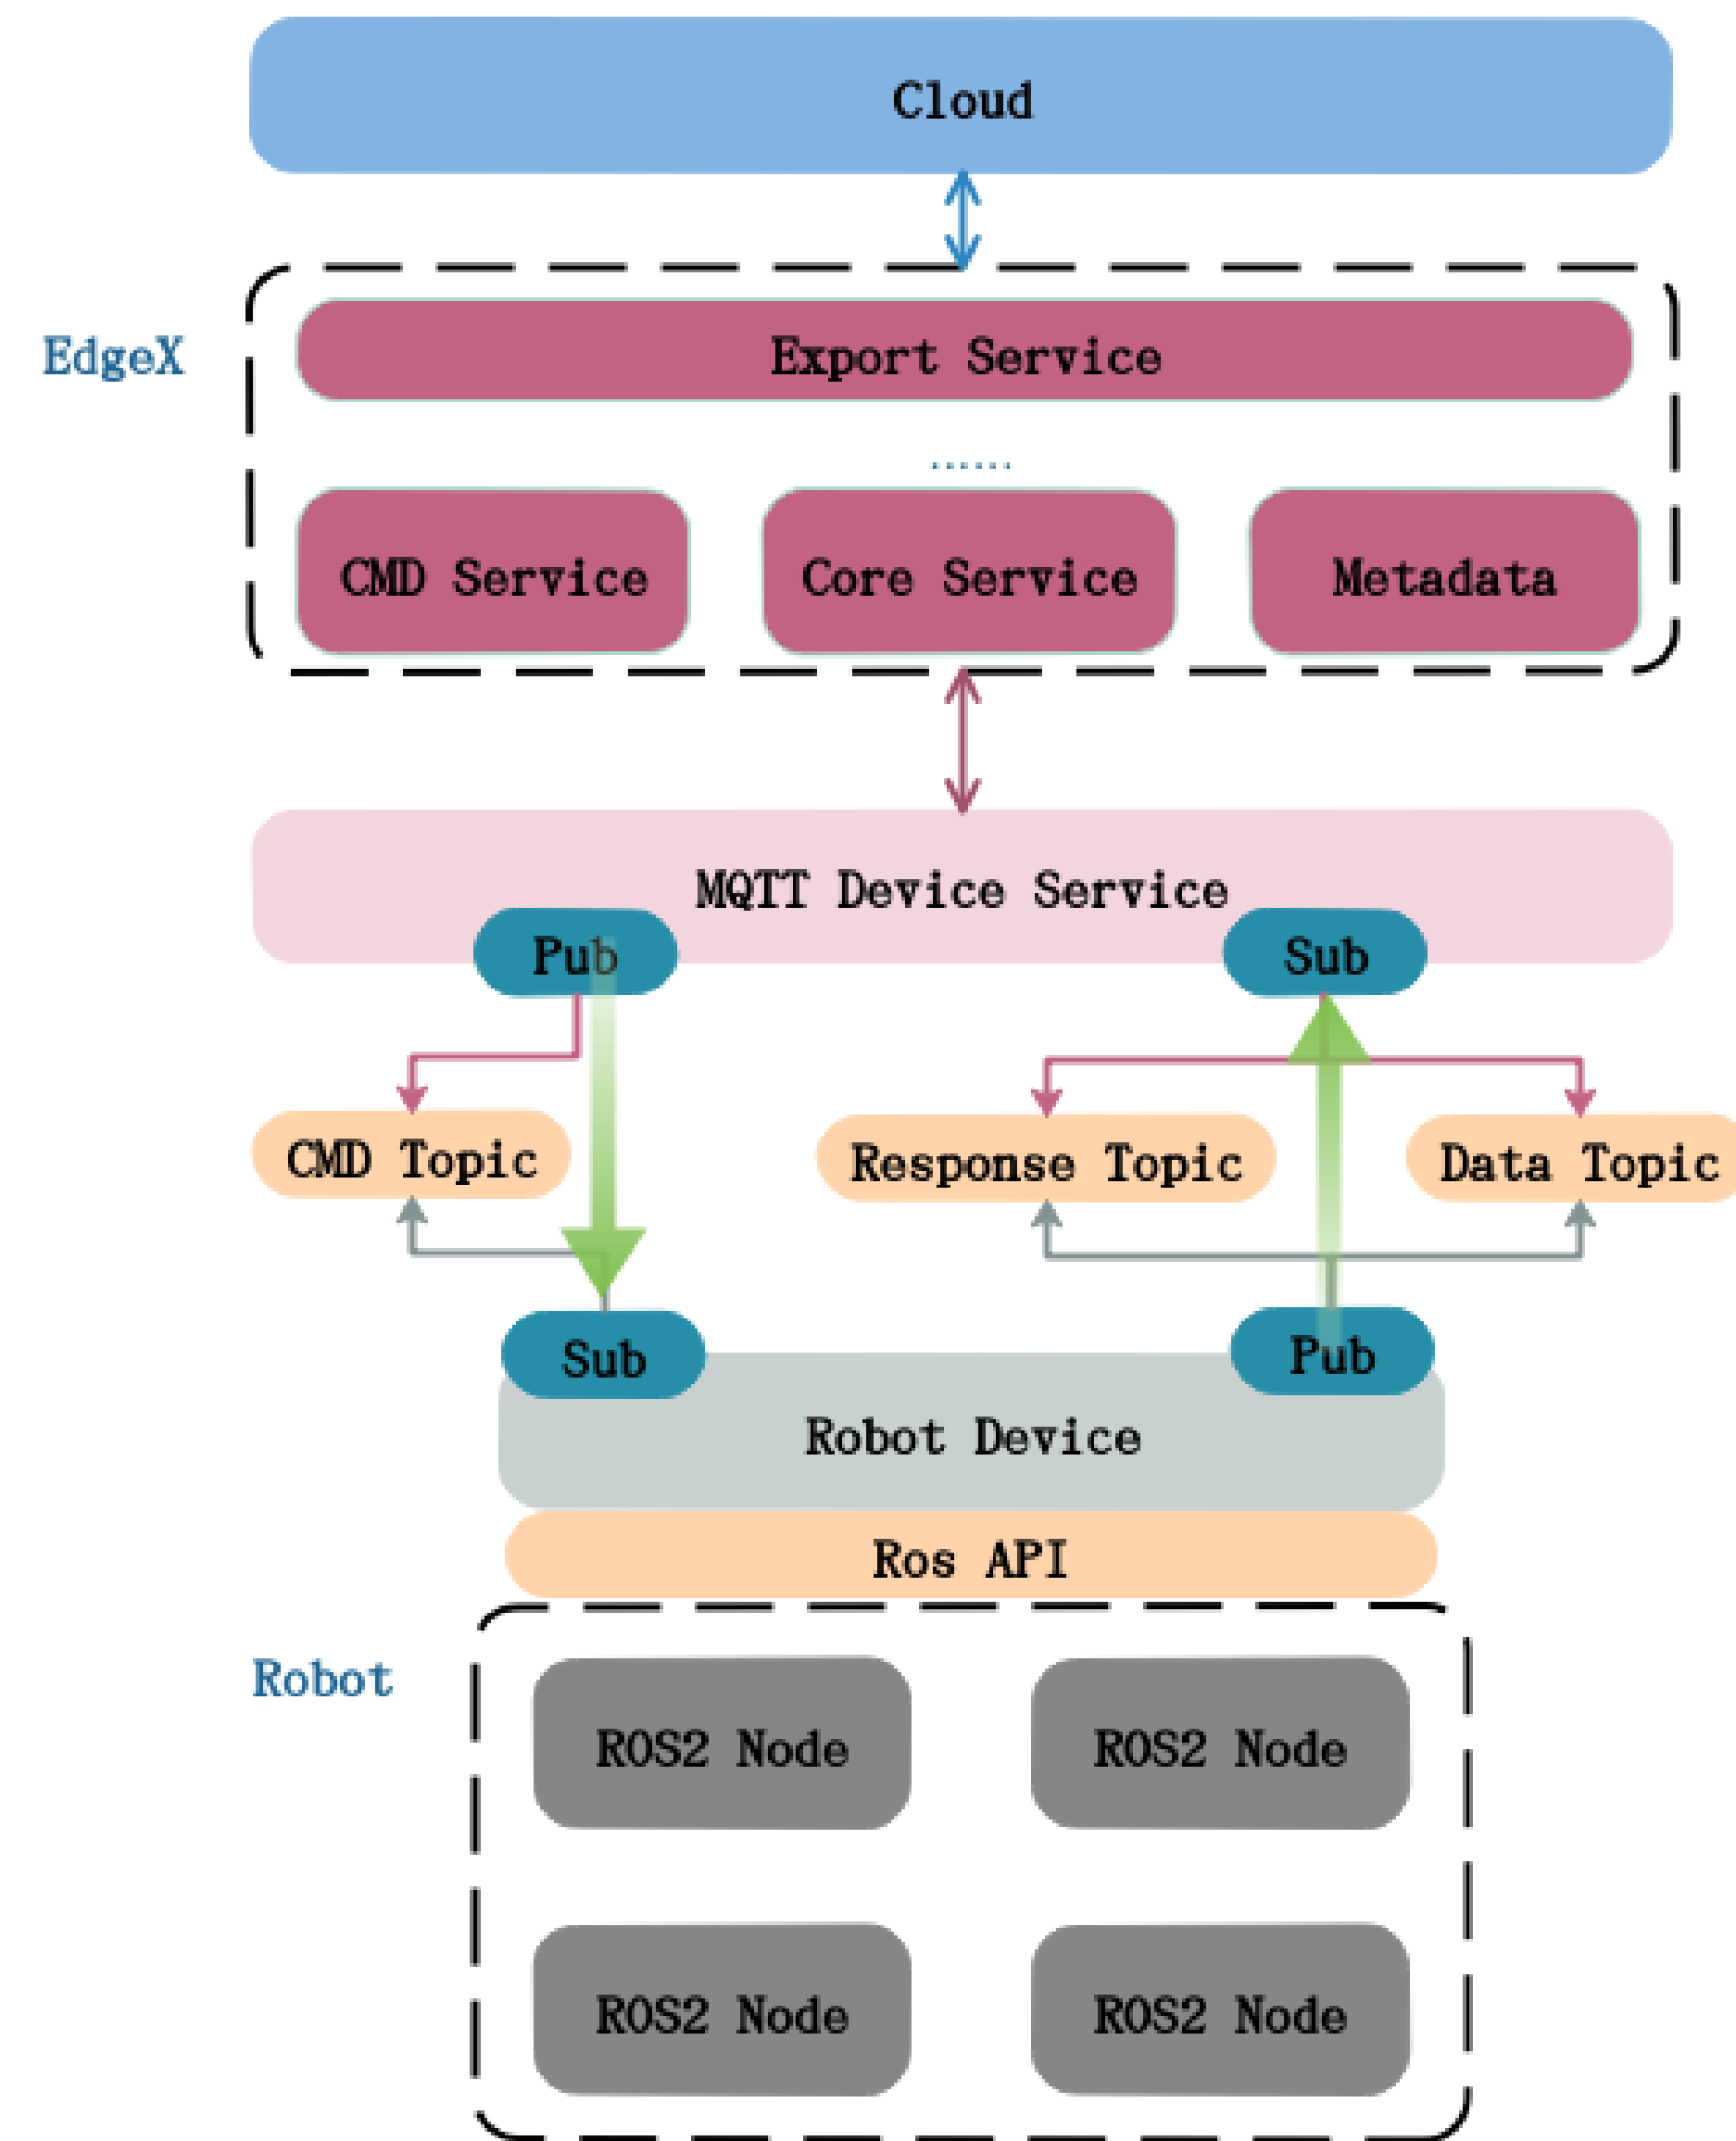 Cloud
EdgeX
Export Service
......
CMD Service
Core Service
Metadata
MQTT Device Service
Pub
Sub
CMD Topic
Response Topic
Data Topic
Sub
Pub
Robot Device
Ros API
Robot
ROS2 Node
ROS2 Node
ROS2 Node
ROS2 Node